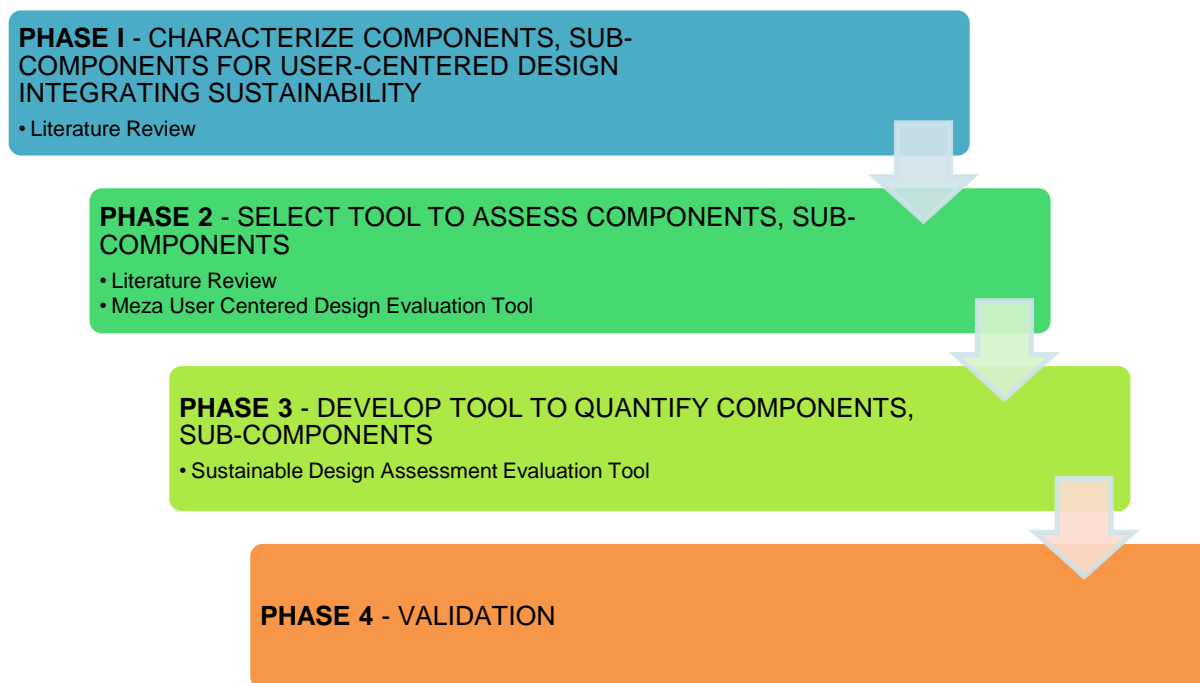 PHASE I - CHARACTERIZE COMPONENTS, SUB-
COMPONENTS FOR USER-CENTERED DESIGN
INTEGRATING SUSTAINABILITY
• Literature Review
PHASE 2 - SELECT TOOL TO ASSESS COMPONENTS, SUB-
COMPONENTS
• Literature Review
• Meza User Centered Design Evaluation Tool
PHASE 3 - DEVELOP TOOL TO QUANTIFY COMPONENTS,
SUB-COMPONENTS
• Sustainable Design Assessment Evaluation Tool
PHASE 4 - VALIDATION